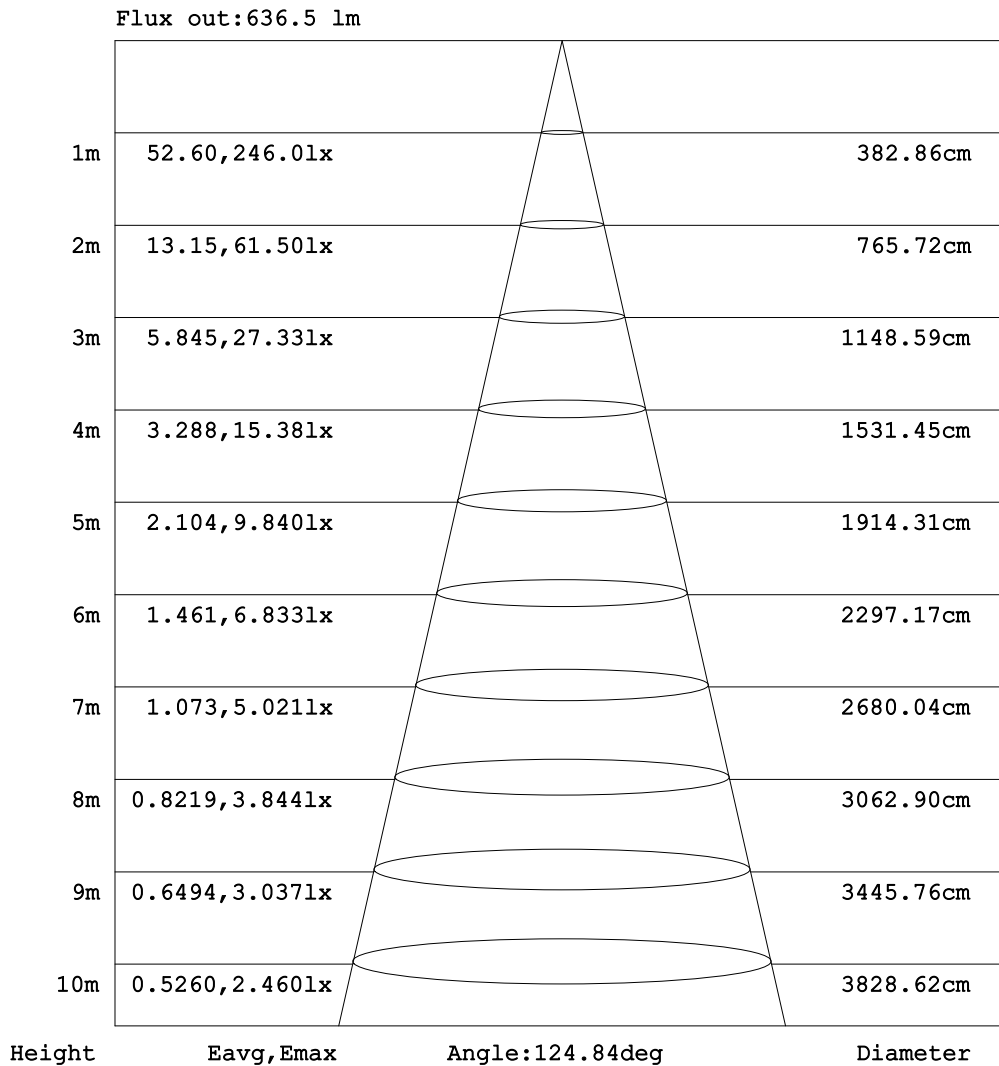 Flux out:636.5 lm
1m 52.60,246.0lx 382.86cm
2m 13.15,61.50lx 765.72cm
3m 5.845,27.33lx 1148.59cm
4m 3.288,15.38lx 1531.45cm
5m 2.104,9.840lx 1914.31cm
6m 1.461,6.833lx 2297.17cm
7m 1.073,5.021lx 2680.04cm
8m 0.8219,3.844lx 3062.90cm
9m 0.6494,3.037lx 3445.76cm
10m 0.5260,2.460lx 3828.62cm
Height Eavg,Emax Angle:124.84deg Diameter